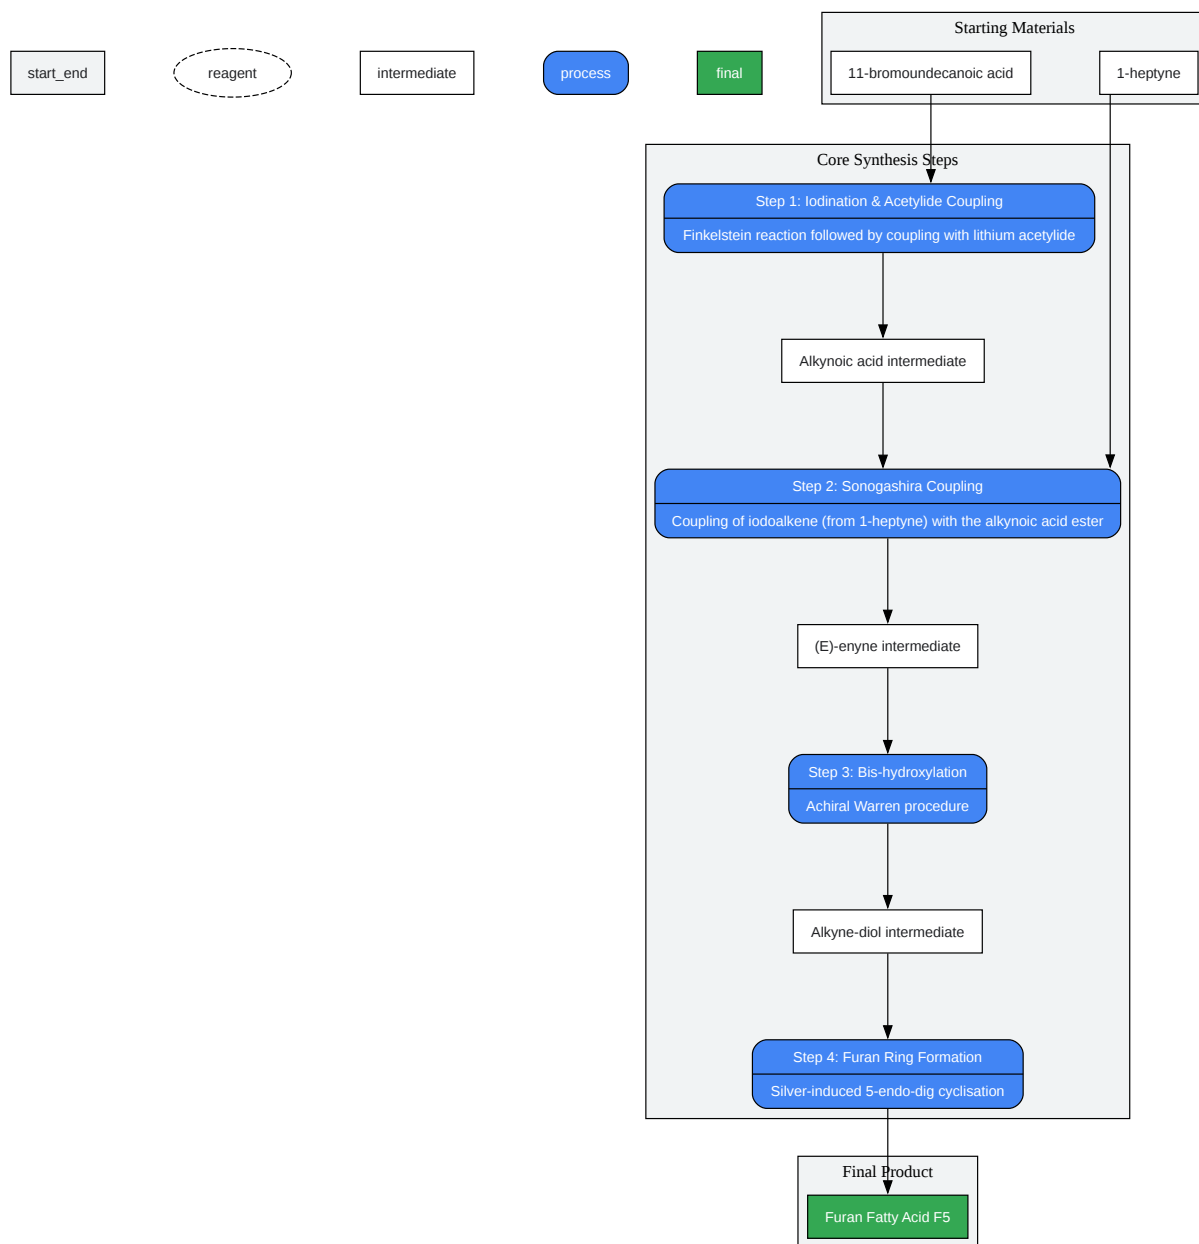 Starting Materials
start_end
reagent
intermediate
process
final
11-bromoundecanoic acid
1-heptyne
Core Synthesis Steps
Step 1: Iodination & Acetylide Coupling
Finkelstein reaction followed by coupling with lithium acetylide
Alkynoic acid intermediate
Step 2: Sonogashira Coupling
Coupling of iodoalkene (from 1-heptyne) with the alkynoic acid ester
(E)-enyne intermediate
Step 3: Bis-hydroxylation
Achiral Warren procedure
Alkyne-diol intermediate
Step 4: Furan Ring Formation
Silver-induced 5-endo-dig cyclisation
Final Product
Furan Fatty Acid F5